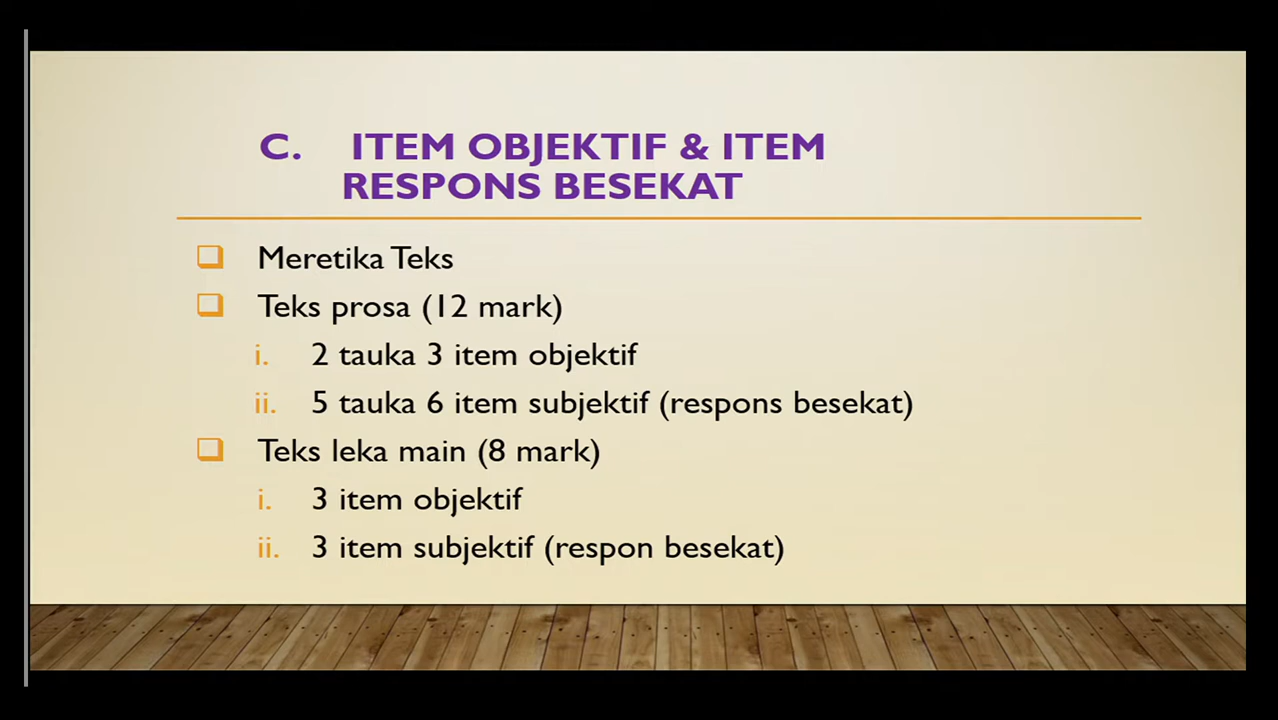 C. ITEM OBJEKTIF & ITEM
RESPONS BESEKAT
Meretika Teks
Teks prosa (12 mark)
i. 2 tauka 3 item objektif
ii. 5 tauka 6 item subjektif (respons besekat)
Teks leka main (8 mark)
i. 3 item objektif
ii. 3 item subjektif (respon besekat)